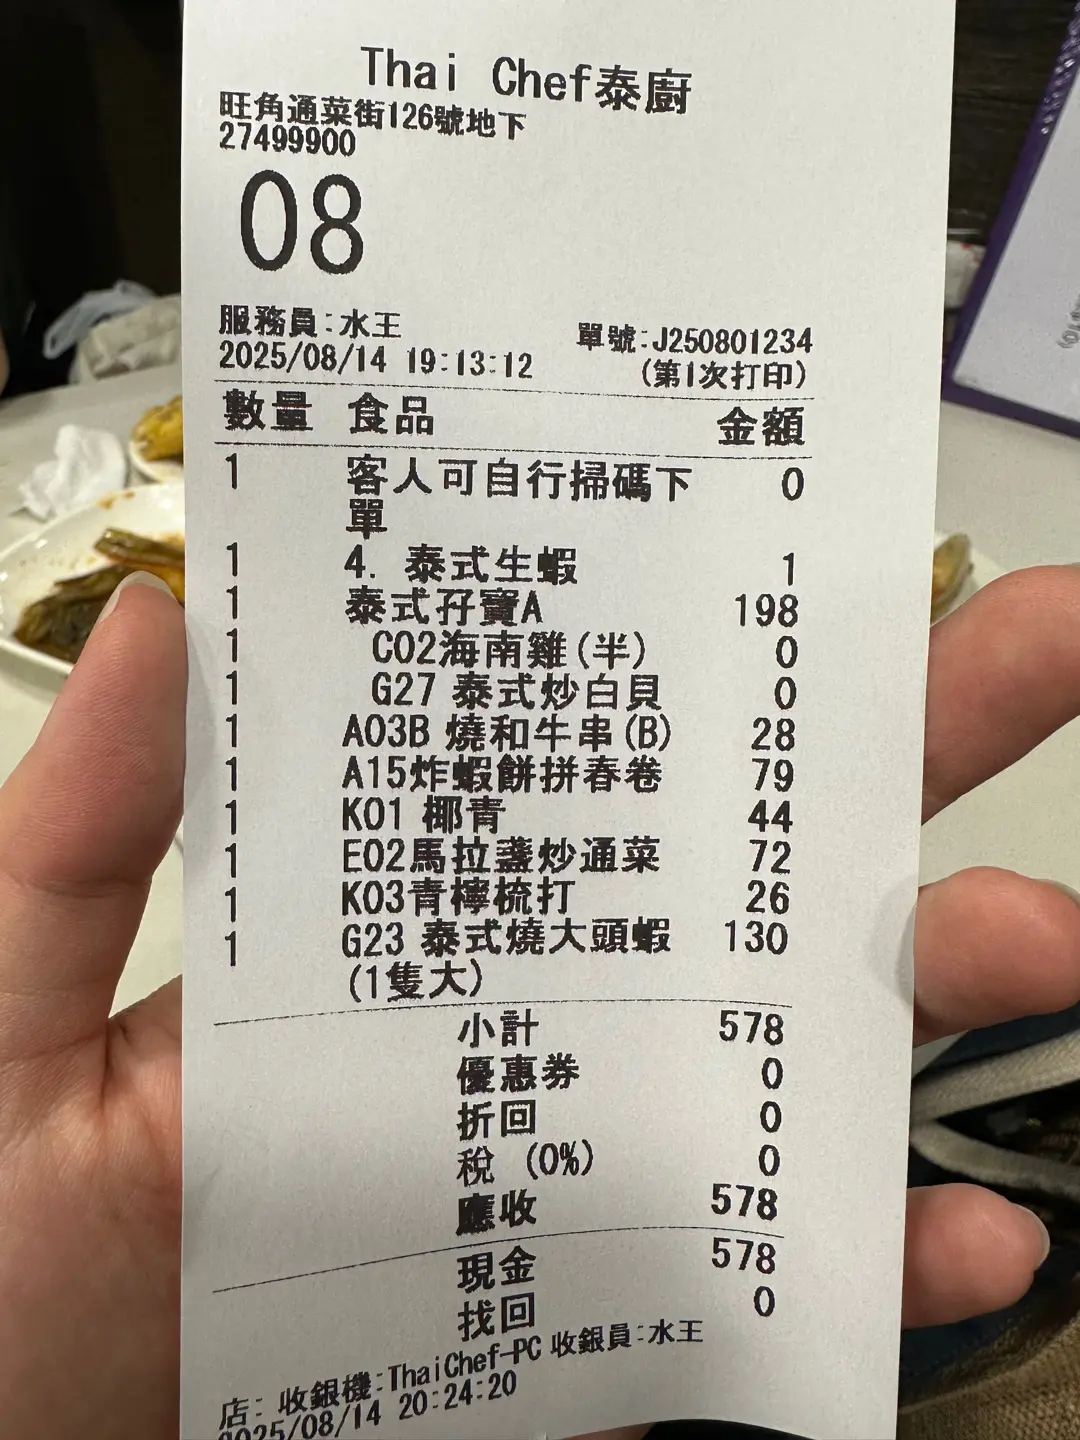 Thai Chef泰廚
旺角通菜街126號地下
27499900
08
服務員:水王 單號:J250801234
2025/08/14 19:13:12 (第1次打印)
數量 食品 金額
1 客人可自行掃碼下 0
單
1 4. 泰式生蝦 1
1 泰式孖寶A 198
1 C02海南雞(半) 0
1 G27 泰式炒白貝 0
1 A03B 燒和牛串(B) 28
1 A15炸蝦餅拼春卷 79
1 K01 椰青 44
1 E02馬拉盞炒通菜 72
1 K03青檸梳打 26
1 G23 泰式燒大頭蝦 130
(1隻大)
小計 578
優惠券 0
折回 0
稅 (0%) 0
應收 578
現金 578
找回 0
店: 收銀機:ThaiChef-PC 收銀員:水王
2025/08/14 20:24:20